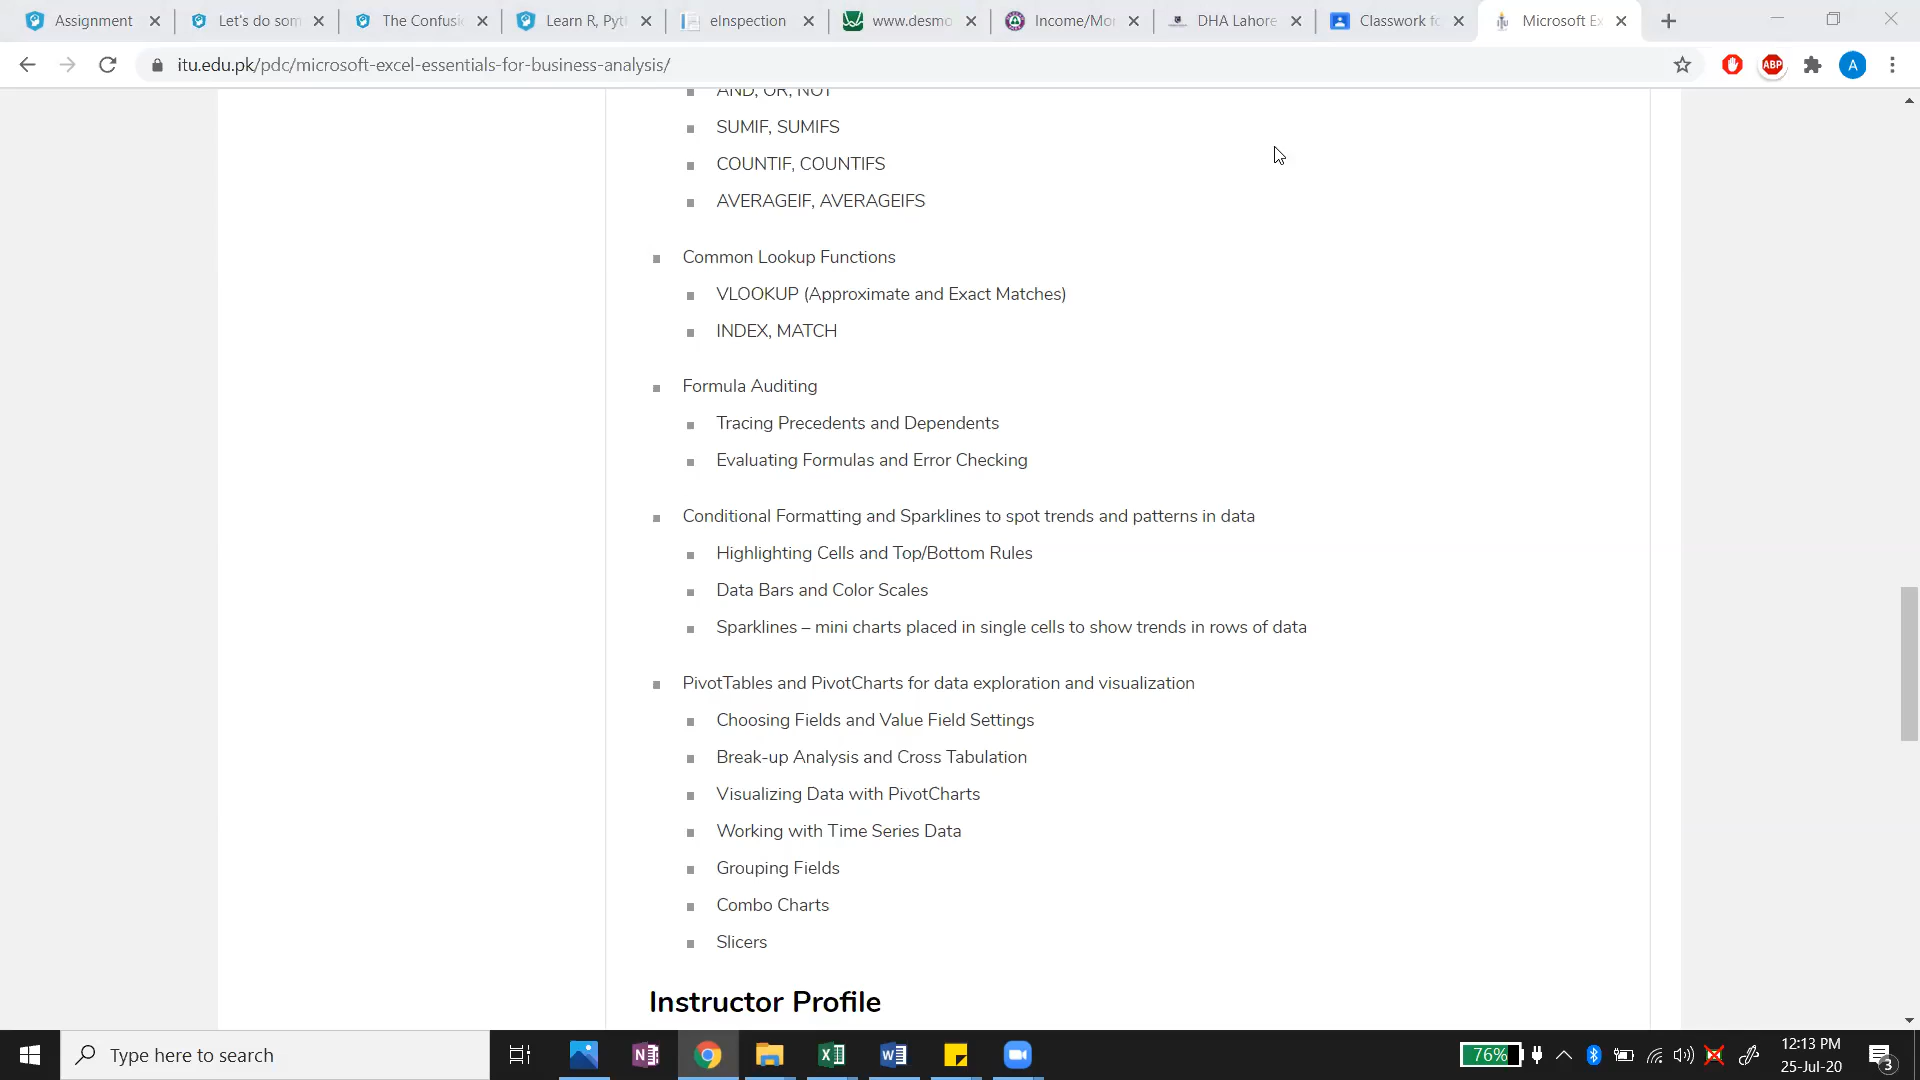 Assignment
Let's do som
The Confusi
Learn R, Pyt
eInspection
www.desmo
Income/Mor
DHA Lahore
Classwork fo
Microsoft Ex
itu.edu.pk/pdc/microsoft-excel-essentials-for-business-analysis/
ABP
A
AND, OR, NOT
SUMIF, SUMIFS
COUNTIF, COUNTIFS
AVERAGEIF, AVERAGEIFS
Common Lookup Functions
VLOOKUP (Approximate and Exact Matches)
INDEX, MATCH
Formula Auditing
Tracing Precedents and Dependents
Evaluating Formulas and Error Checking
Conditional Formatting and Sparklines to spot trends and patterns in data
Highlighting Cells and Top/Bottom Rules
Data Bars and Color Scales
Sparklines – mini charts placed in single cells to show trends in rows of data
PivotTables and PivotCharts for data exploration and visualization
Choosing Fields and Value Field Settings
Break-up Analysis and Cross Tabulation
Visualizing Data with PivotCharts
Working with Time Series Data
Grouping Fields
Combo Charts
Slicers
Instructor Profile
Type here to search
76%
12:13 PM
25-Jul-20
3